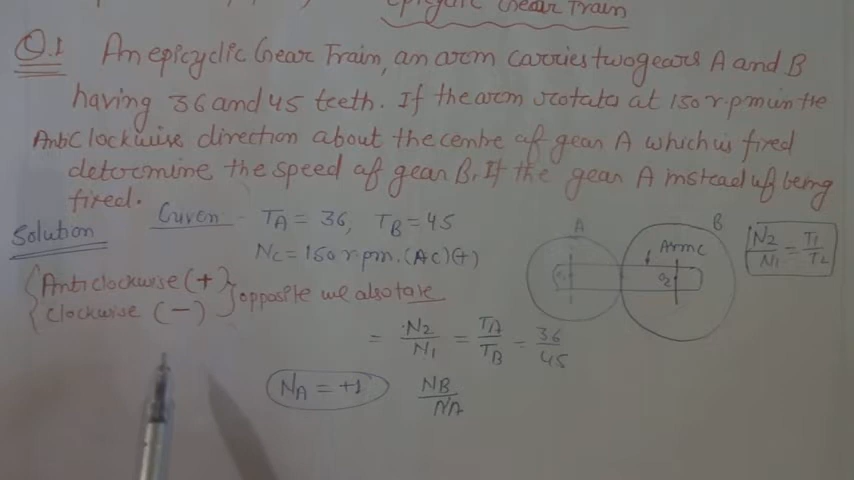 Epicyclic Gear Train
Q.1 An epicyclic Gear Train, an arm carries two gears A and B
having 36 and 45 teeth. If the arm rotates at 150 r.p.m in the
Anticlockwise direction about the centre of gear A which is fixed
determine the speed of gear B. If the gear A instead of being
fixed.
Solution
Given - TA = 36, TB = 45
NC = 150 r.pm. (AC)(+)
{Anticlockwise (+)
{Clockwise (-)
} opposite we also take
A
B
Arm C
O2
N2/N1 = T1/T2
= N2/N1 = TA/TB = 36/45
NA = +1
NB/NA